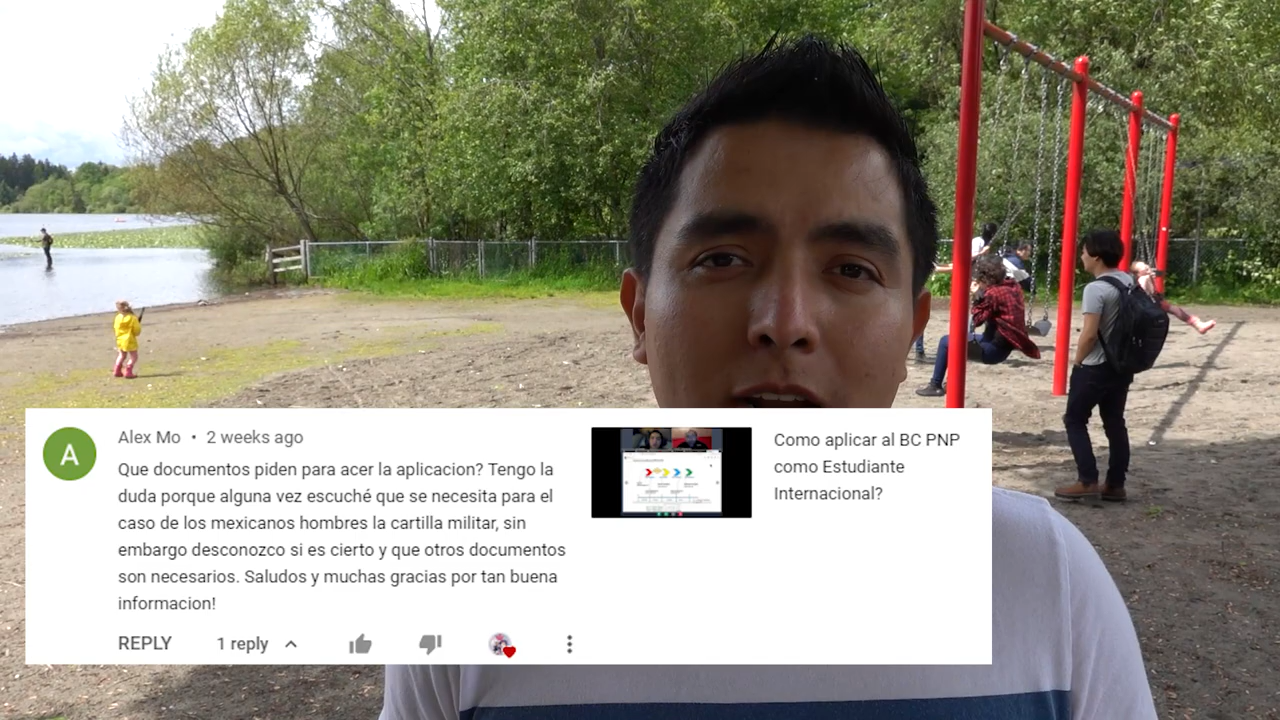 Alex Mo • 2 weeks ago
A
Que documentos piden para acer la aplicacion? Tengo la
duda porque alguna vez escuché que se necesita para el
caso de los mexicanos hombres la cartilla militar, sin
embargo desconozco si es cierto y que otros documentos
son necesarios. Saludos y muchas gracias por tan buena
informacion!
REPLY 1 reply
Como aplicar al BC PNP
como Estudiante
Internacional?